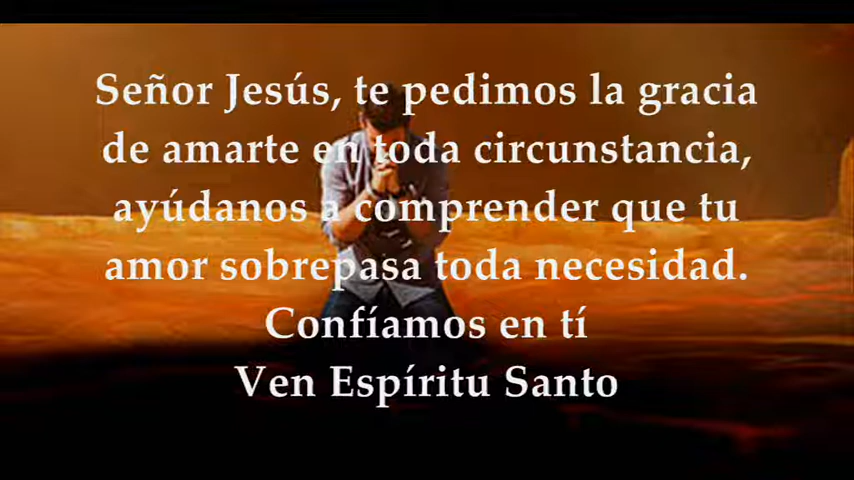 Señor Jesús, te pedimos la gracia
de amarte en toda circunstancia,
ayúdanos a comprender que tu
amor sobrepasa toda necesidad.
Confíamos en tí
Ven Espíritu Santo